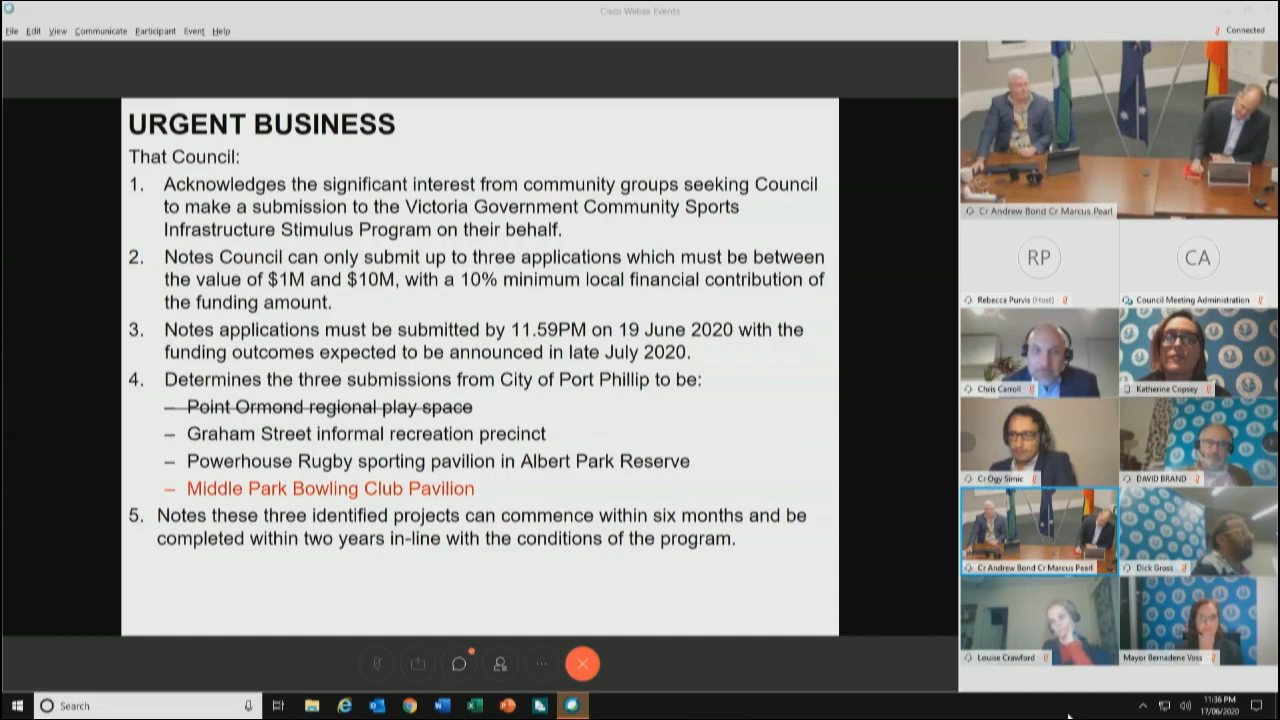 Cisco Webex Events
File Edit View Communicate Participant Event Help
Connected
URGENT BUSINESS
That Council:
1. Acknowledges the significant interest from community groups seeking Council
to make a submission to the Victoria Government Community Sports
Infrastructure Stimulus Program on their behalf.
2. Notes Council can only submit up to three applications which must be between
the value of $1M and $10M, with a 10% minimum local financial contribution of
the funding amount.
3. Notes applications must be submitted by 11.59PM on 19 June 2020 with the
funding outcomes expected to be announced in late July 2020.
4. Determines the three submissions from City of Port Phillip to be:
– Point Ormond regional play space
– Graham Street informal recreation precinct
– Powerhouse Rugby sporting pavilion in Albert Park Reserve
– Middle Park Bowling Club Pavilion
5. Notes these three identified projects can commence within six months and be
completed within two years in-line with the conditions of the program.
Cr Andrew Bond Cr Marcus Pearl
RP
CA
Rebecca Purvis (Host)
Council Meeting Administration
Chris Carroll
Katherine Copsey
Cr Ogy Simic
DAVID BRAND
Cr Andrew Bond Cr Marcus Pearl
Dick Gross
Louise Crawford
Mayor Bernadene Voss
Search
11:36 PM
17/06/2020